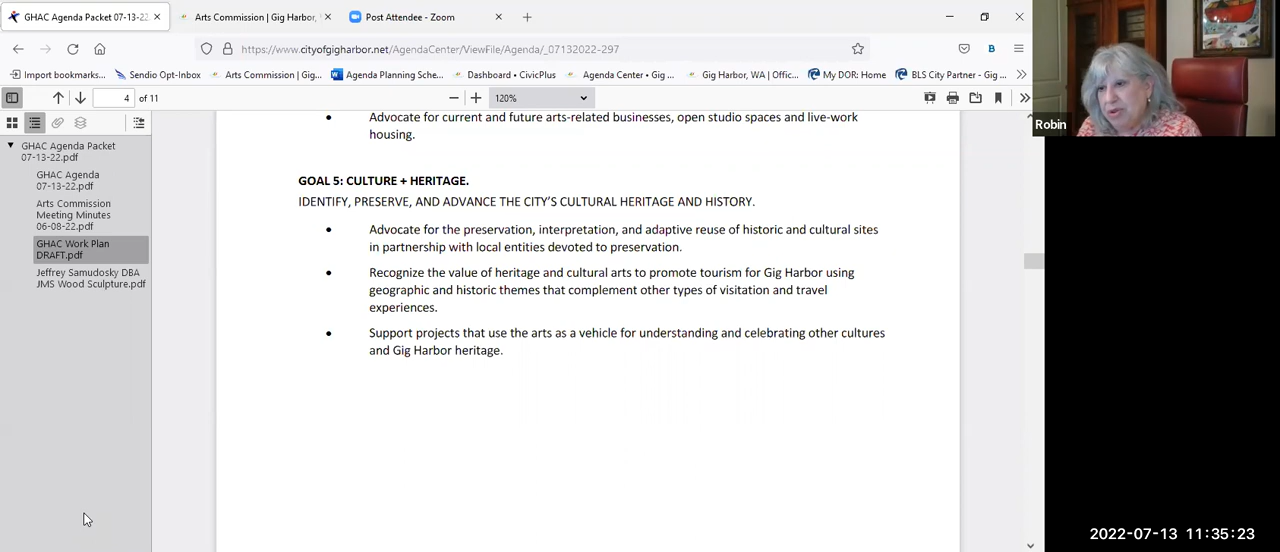 GHAC Agenda Packet 07-13-22.
Arts Commission | Gig Harbor,
Post Attendee - Zoom
https://www.cityofgigharbor.net/AgendaCenter/ViewFile/Agenda/_07132022-297
Import bookmarks...
Sendio Opt-Inbox
Arts Commission | Gig...
Agenda Planning Sche...
Dashboard • CivicPlus
Agenda Center • Gig ...
Gig Harbor, WA | Offic...
My DOR: Home
BLS City Partner - Gig ...
4 of 11
120%
GHAC Agenda Packet
07-13-22.pdf
GHAC Agenda
07-13-22.pdf
Arts Commission
Meeting Minutes
06-08-22.pdf
GHAC Work Plan
DRAFT.pdf
Jeffrey Samudosky DBA
JMS Wood Sculpture.pdf
• Advocate for current and future arts-related businesses, open studio spaces and live-work
housing.
GOAL 5: CULTURE + HERITAGE.
IDENTIFY, PRESERVE, AND ADVANCE THE CITY'S CULTURAL HERITAGE AND HISTORY.
• Advocate for the preservation, interpretation, and adaptive reuse of historic and cultural sites
in partnership with local entities devoted to preservation.
• Recognize the value of heritage and cultural arts to promote tourism for Gig Harbor using
geographic and historic themes that complement other types of visitation and travel
experiences.
• Support projects that use the arts as a vehicle for understanding and celebrating other cultures
and Gig Harbor heritage.
Robin
2022-07-13 11:35:23